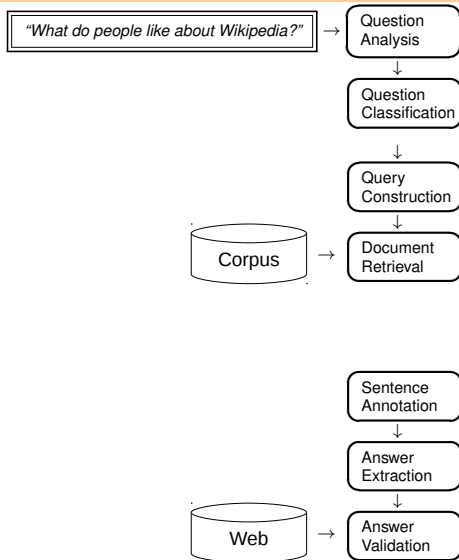 “What do people like about Wikipedia?”
→
Question
Analysis
↓
Question
Classification
↓
Query
Construction
↓
Corpus
→
Document
Retrieval
Sentence
Annotation
↓
Answer
Extraction
↓
Web
→
Answer
Validation